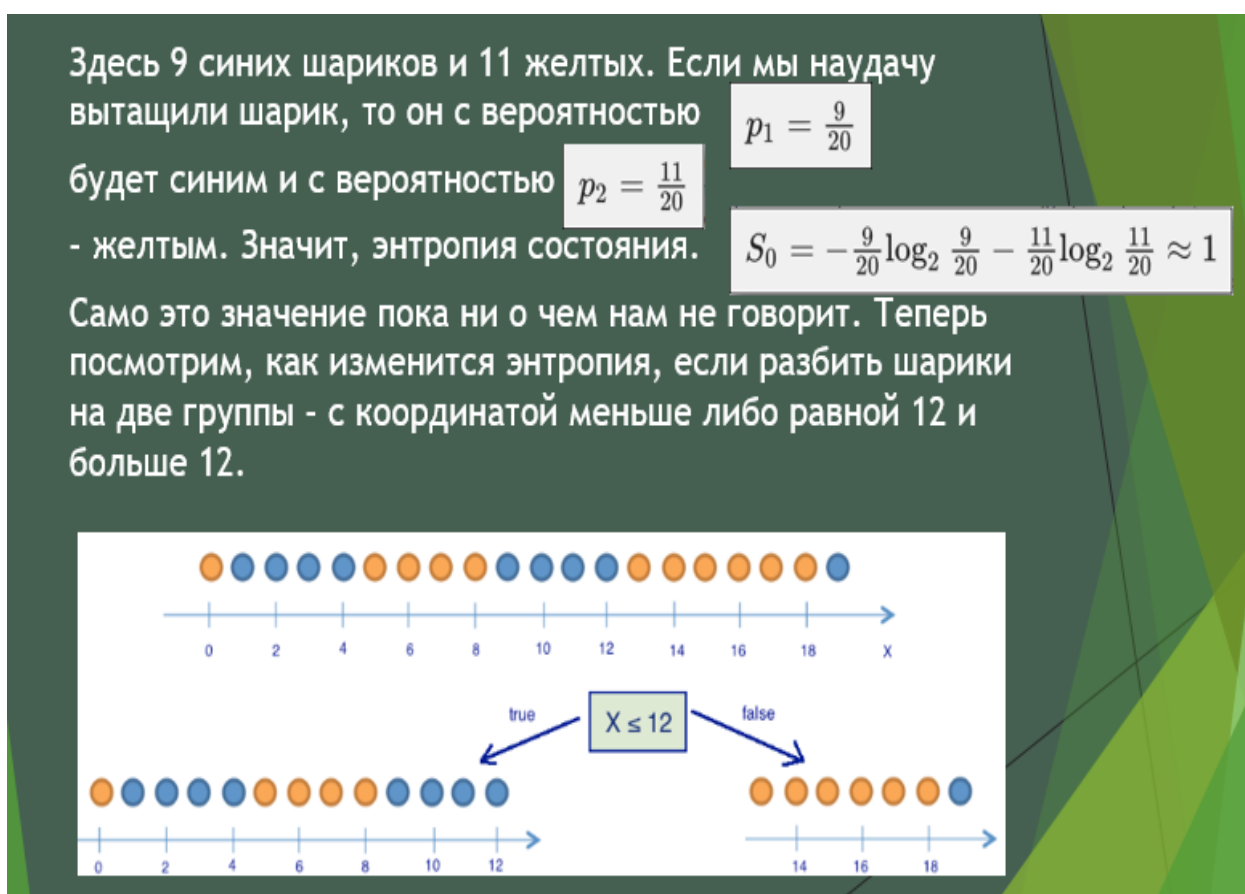 Здесь 9 синих шариков и 11 желтых. Если мы наудачу
вытащили шарик, то он с вероятностью p₁ = 9/20
будет синим и с вероятностью p₂ = 11/20
- желтым. Значит, энтропия состояния. S₀ = −9/20 log₂ 9/20 − 11/20 log₂ 11/20 ≈ 1
Само это значение пока ни о чем нам не говорит. Теперь
посмотрим, как изменится энтропия, если разбить шарики
на две группы - с координатой меньше либо равной 12 и
больше 12.
0 2 4 6 8 10 12 14 16 18 X
true X ≤ 12 false
0 2 4 6 8 10 12
14 16 18